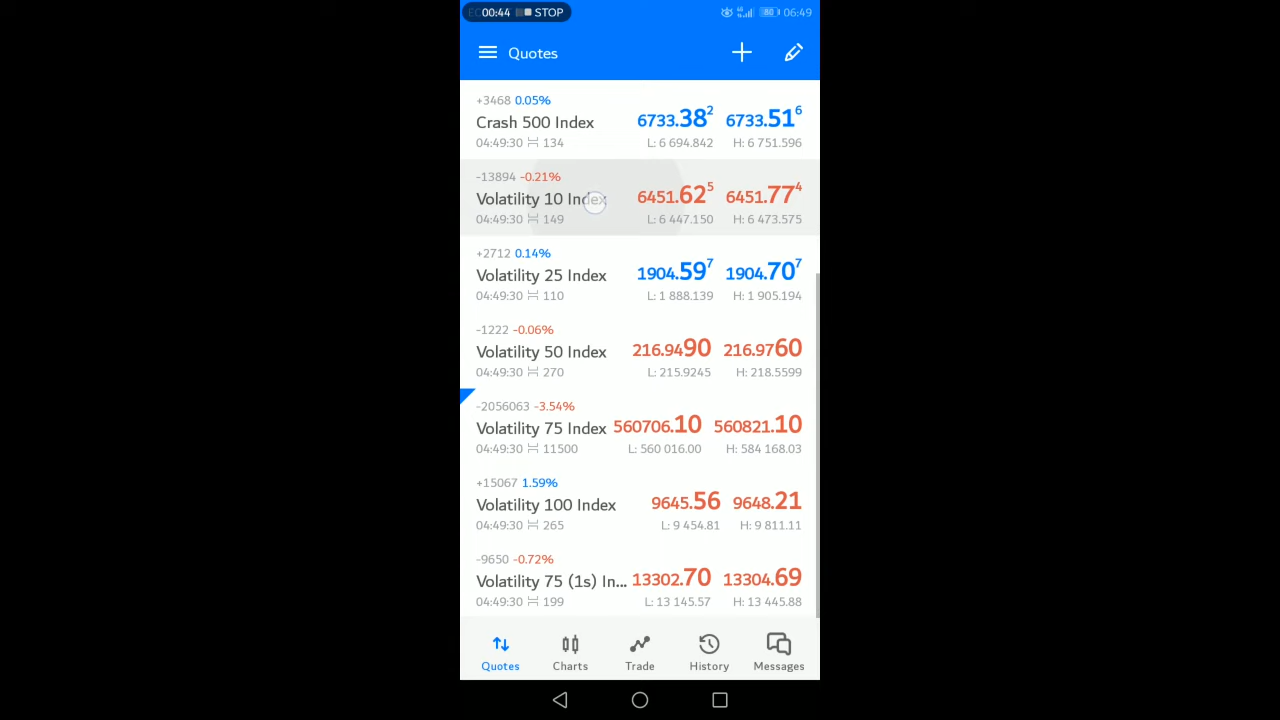 00:44 STOP 80 06:49
Quotes
+3468 0.05%
Crash 500 Index 6733.382 6733.516
04:49:30 134 L: 6 694.842 H: 6 751.596
-13894 -0.21%
Volatility 10 Index 6451.625 6451.774
04:49:30 149 L: 6 447.150 H: 6 473.575
+2712 0.14%
Volatility 25 Index 1904.597 1904.707
04:49:30 110 L: 1 888.139 H: 1 905.194
-1222 -0.06%
Volatility 50 Index 216.9490 216.9760
04:49:30 270 L: 215.9245 H: 218.5599
-2056063 -3.54%
Volatility 75 Index 560706.10 560821.10
04:49:30 11500 L: 560 016.00 H: 584 168.03
+15067 1.59%
Volatility 100 Index 9645.56 9648.21
04:49:30 265 L: 9 454.81 H: 9 811.11
-9650 -0.72%
Volatility 75 (1s) In... 13302.70 13304.69
04:49:30 199 L: 13 145.57 H: 13 445.88
Quotes Charts Trade History Messages